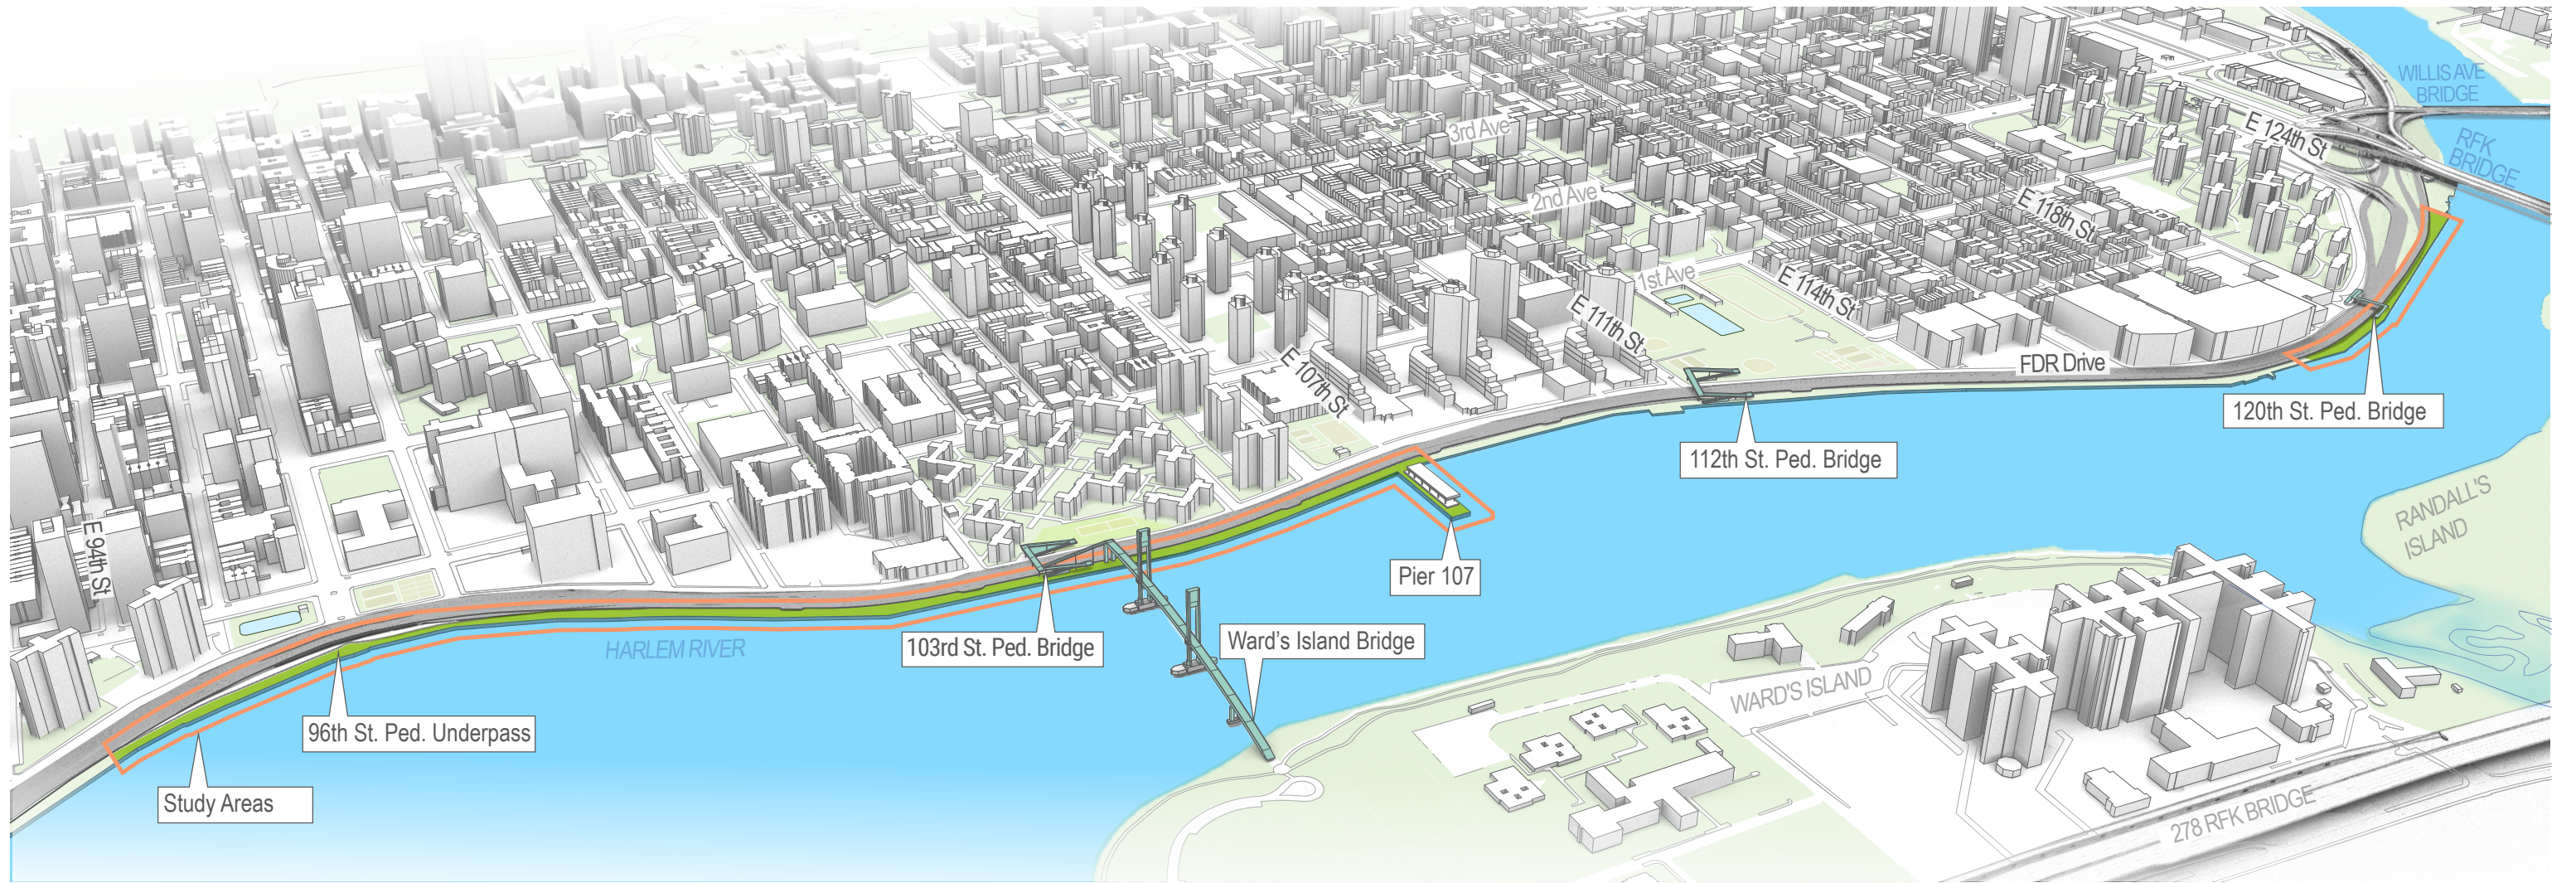 WILLIS AVE
BRIDGE
RFK
BRIDGE
E 124th St
3rd Ave
2nd Ave
E 118th St
1st Ave
E 114th St
E 111th St
E 107th St
FDR Drive
120th St. Ped. Bridge
112th St. Ped. Bridge
RANDALL'S
ISLAND
E 94th St
Pier 107
HARLEM RIVER
103rd St. Ped. Bridge
Ward's Island Bridge
WARD'S ISLAND
96th St. Ped. Underpass
Study Areas
278 RFK BRIDGE